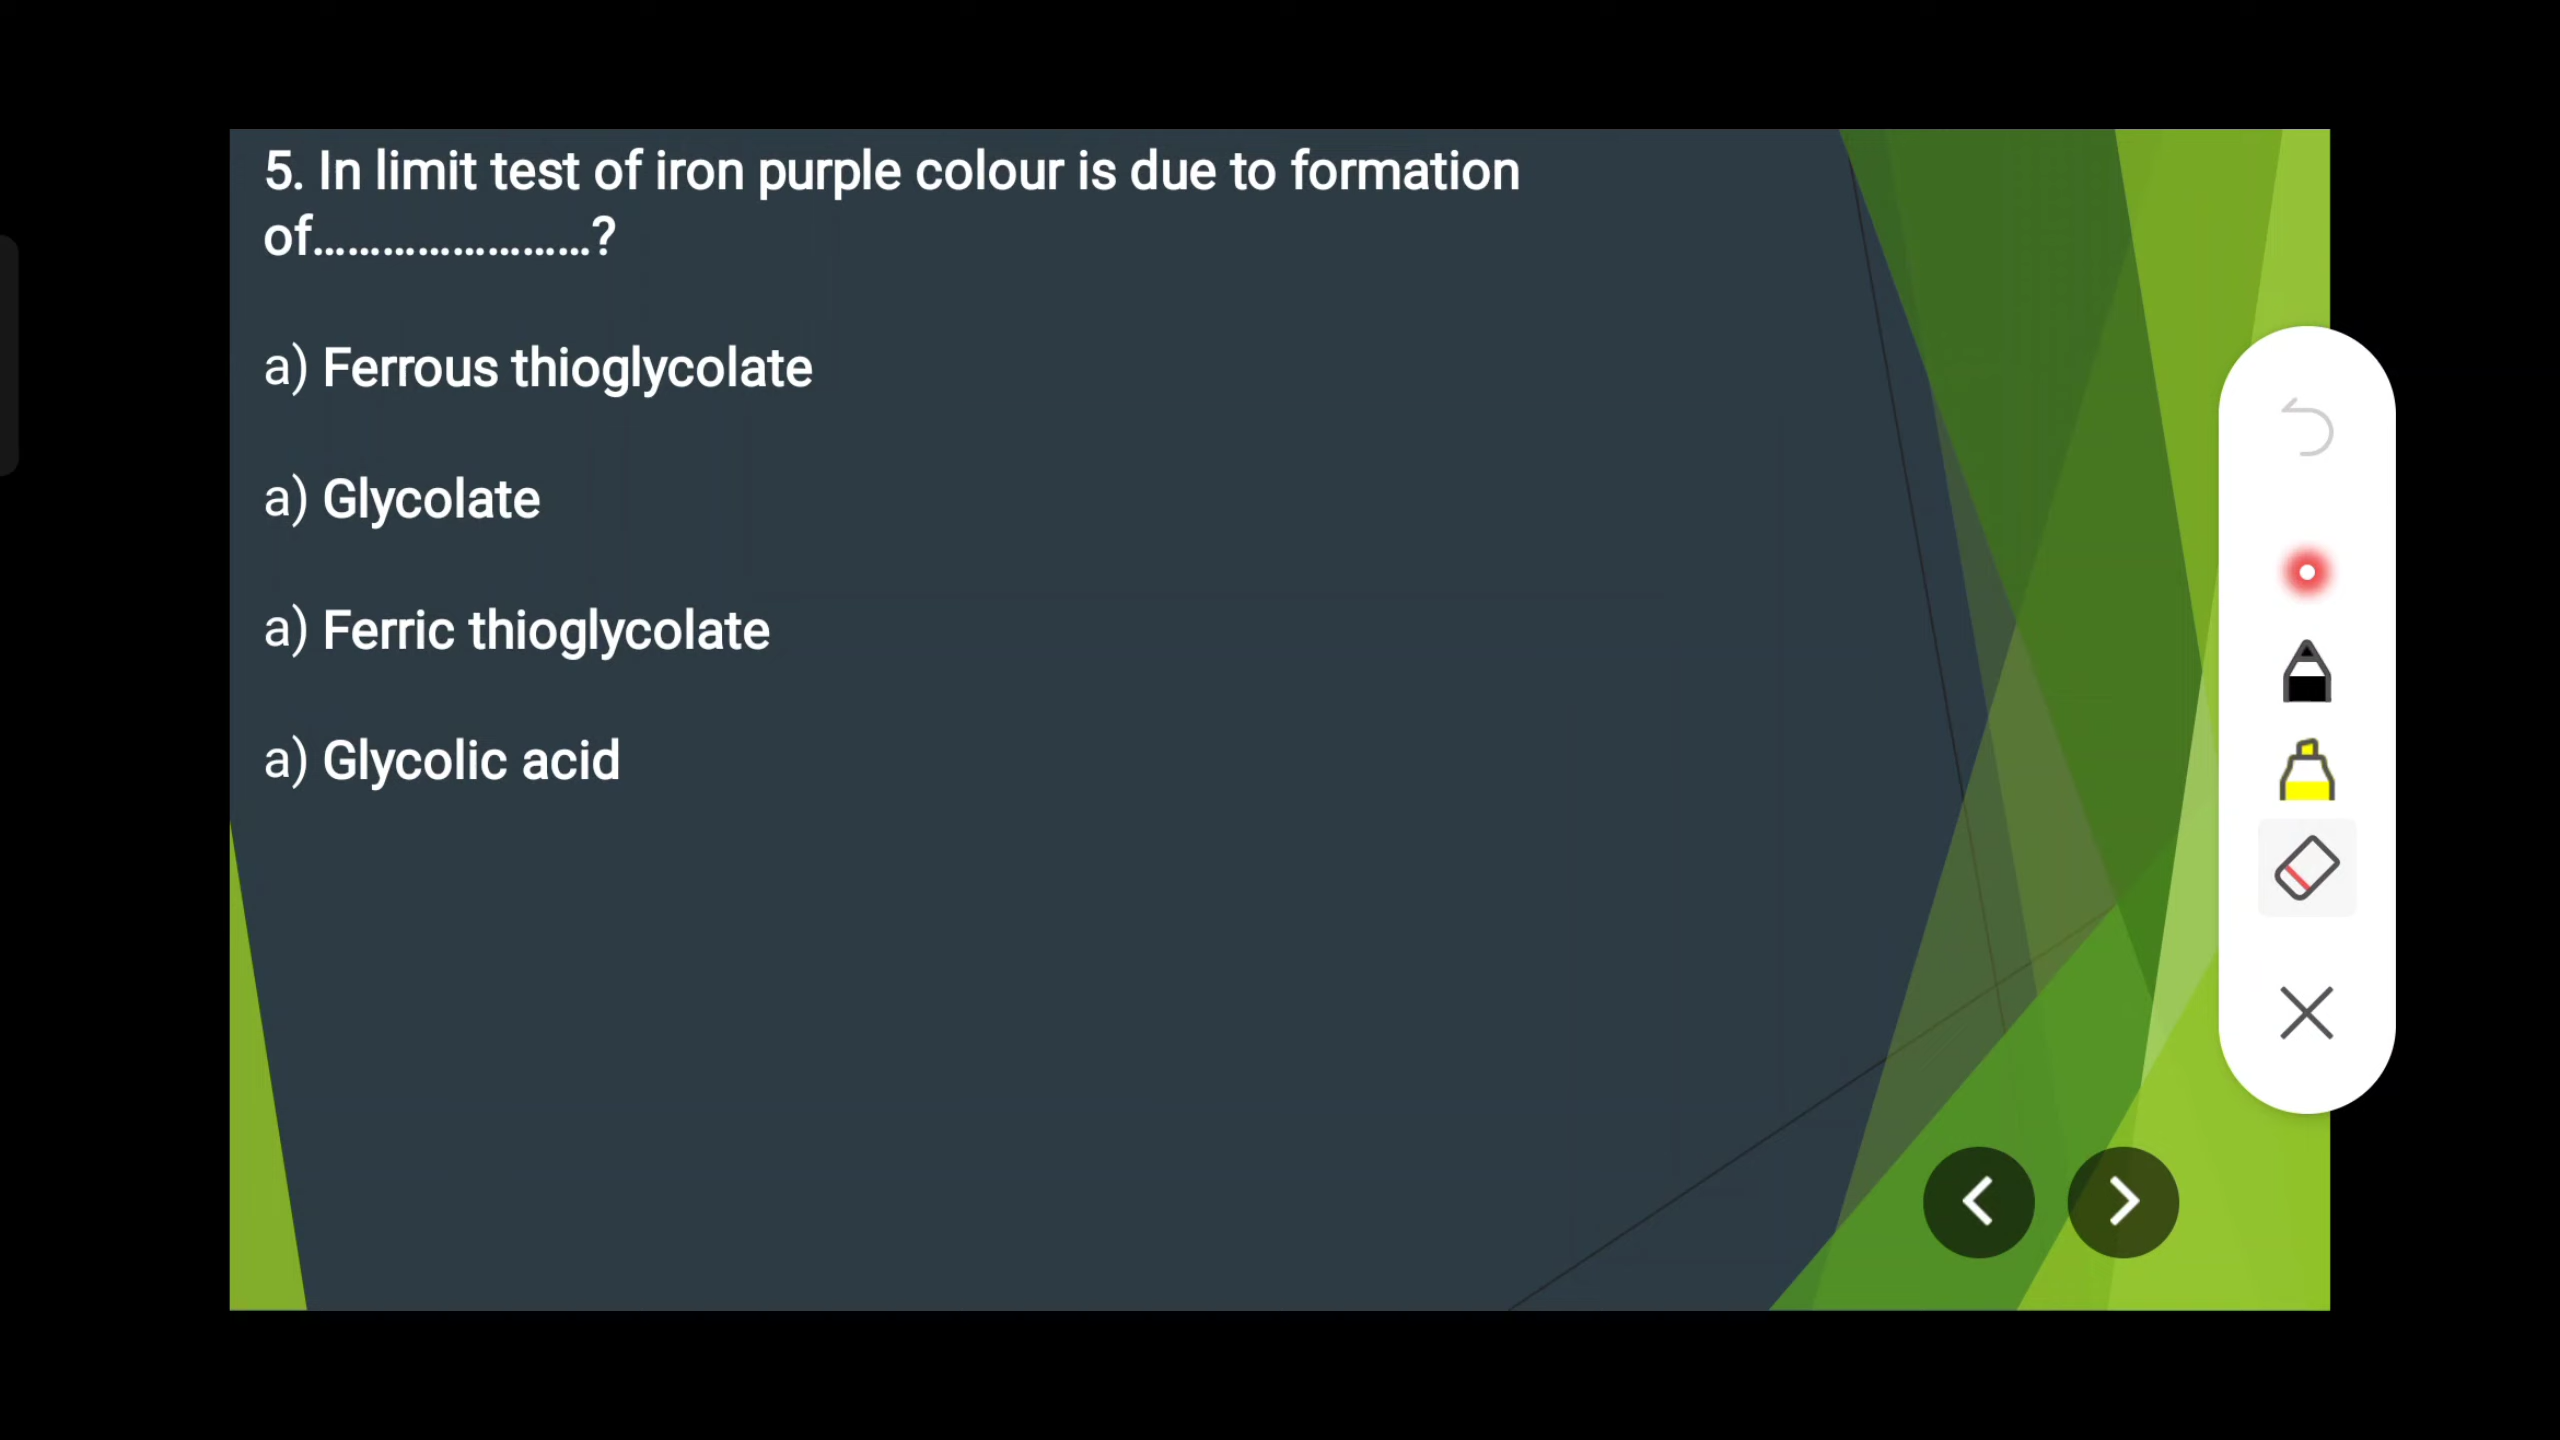 5. In limit test of iron purple colour is due to formation
of........................?
a) Ferrous thioglycolate
a) Glycolate
a) Ferric thioglycolate
a) Glycolic acid